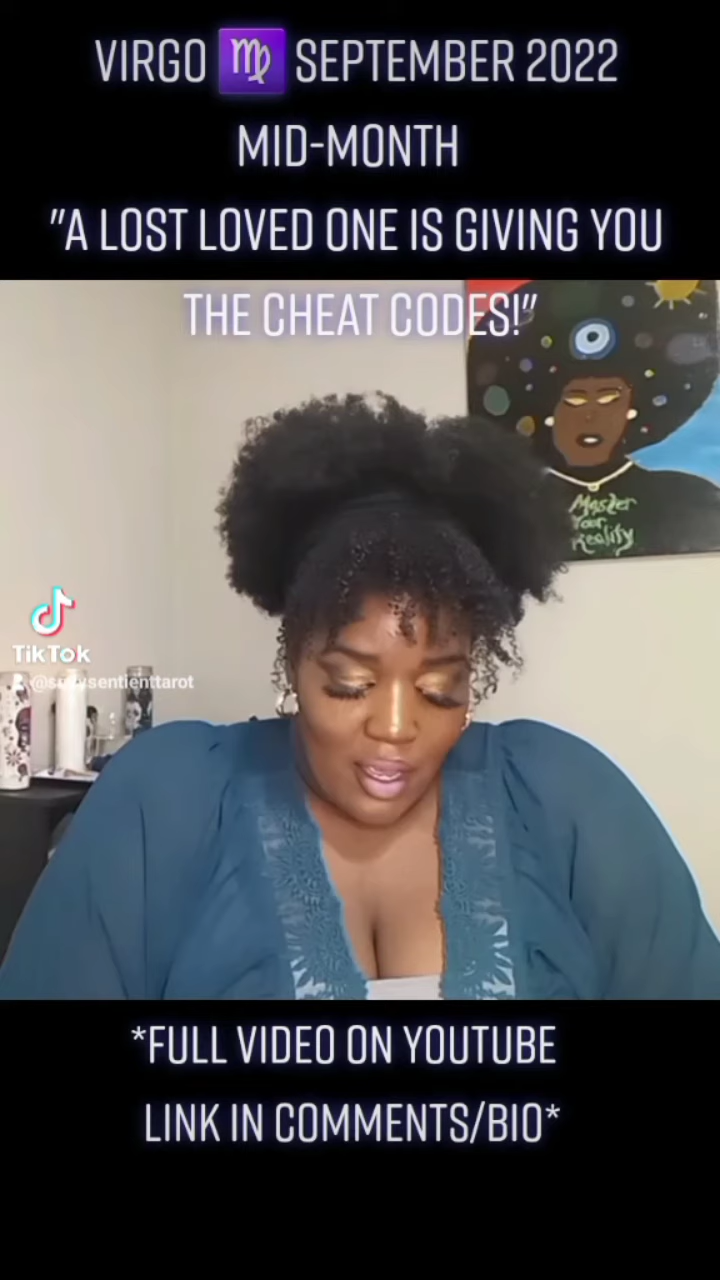 VIRGO ♍ SEPTEMBER 2022
MID-MONTH
"A LOST LOVED ONE IS GIVING YOU
THE CHEAT CODES!"
Master
Your
Reality
TikTok
*FULL VIDEO ON YOUTUBE
LINK IN COMMENTS/BIO*